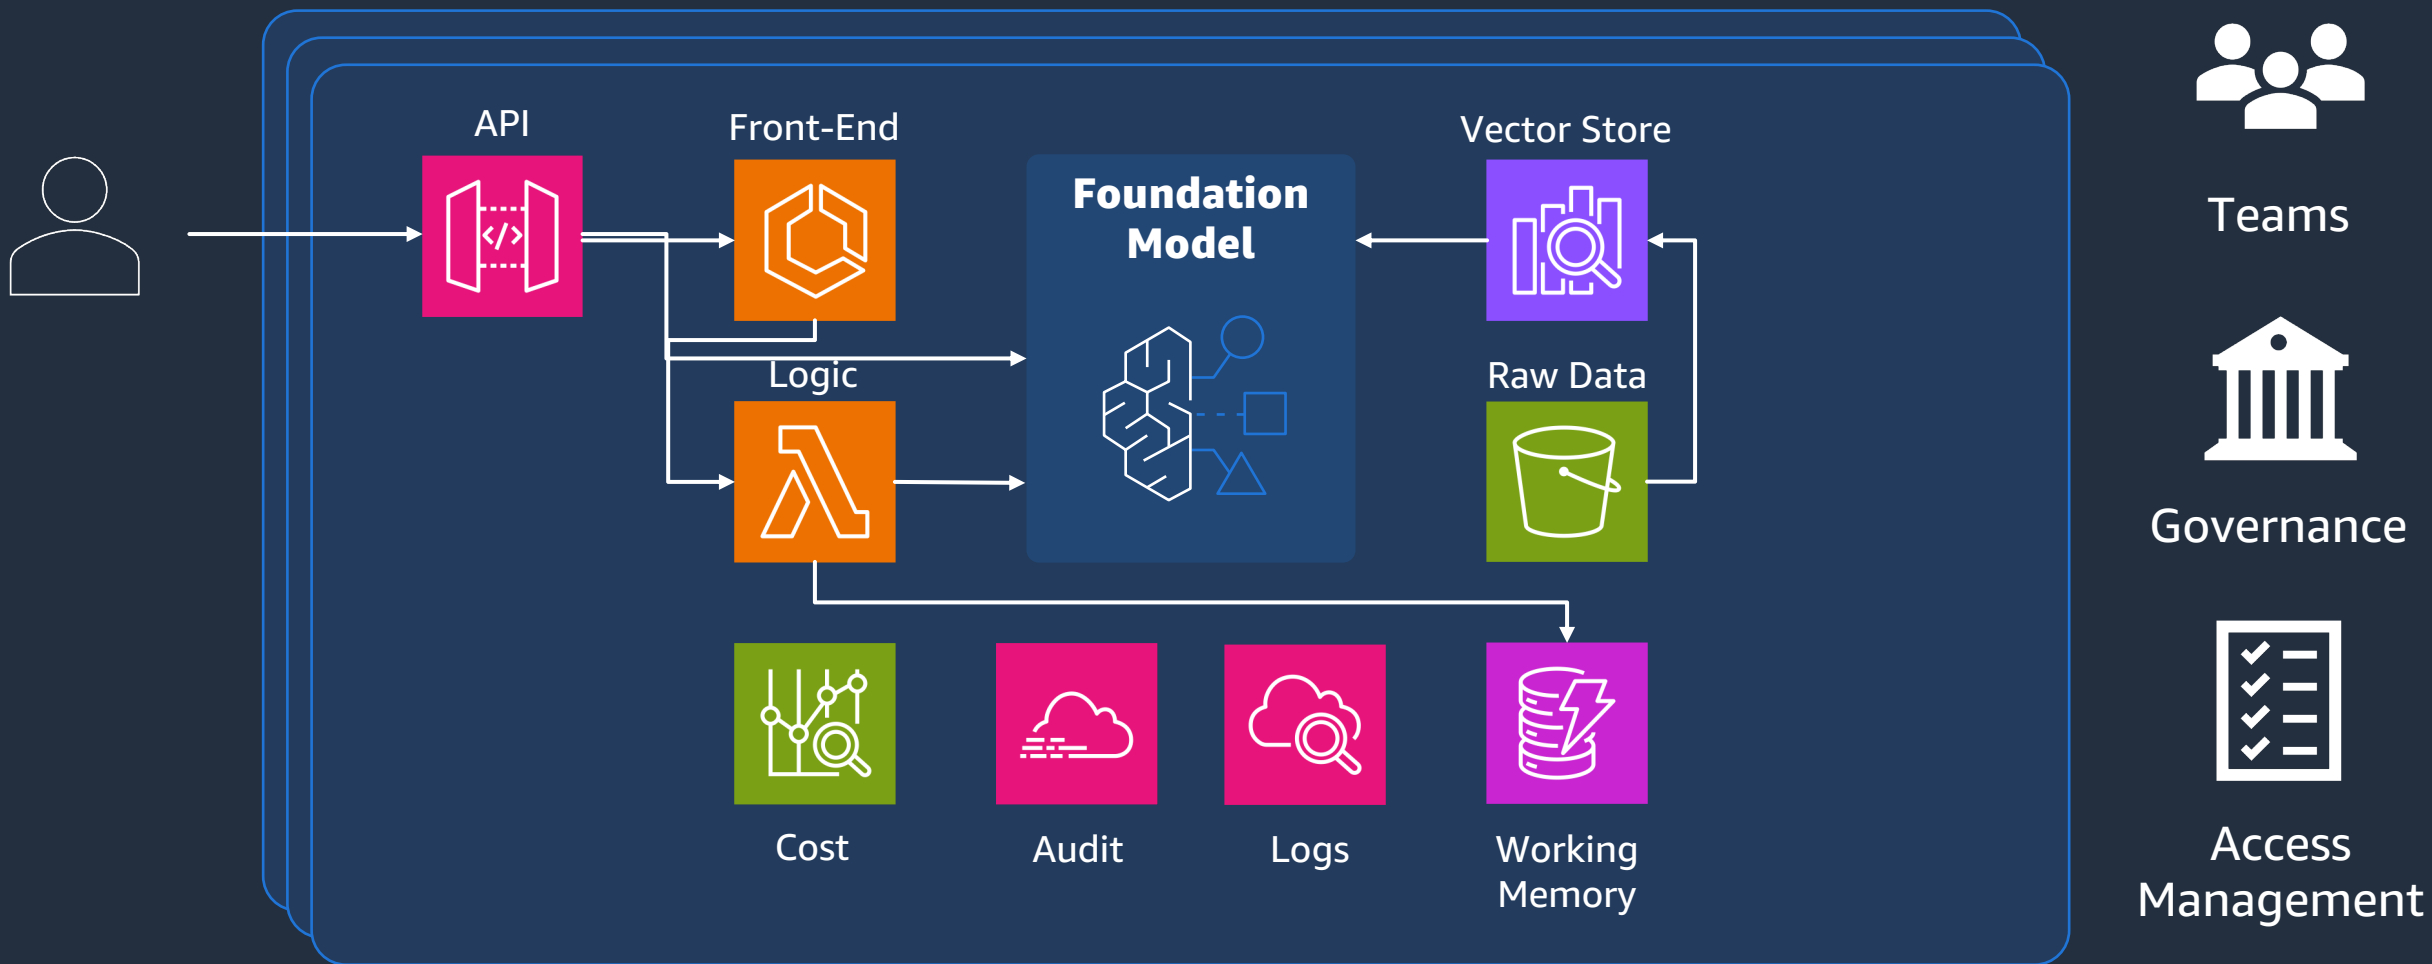 API
Front-End
Vector Store
Foundation
Model
</>
Logic
Raw Data
Cost
Audit
Logs
Working
Memory
Teams
Governance
Access
Management